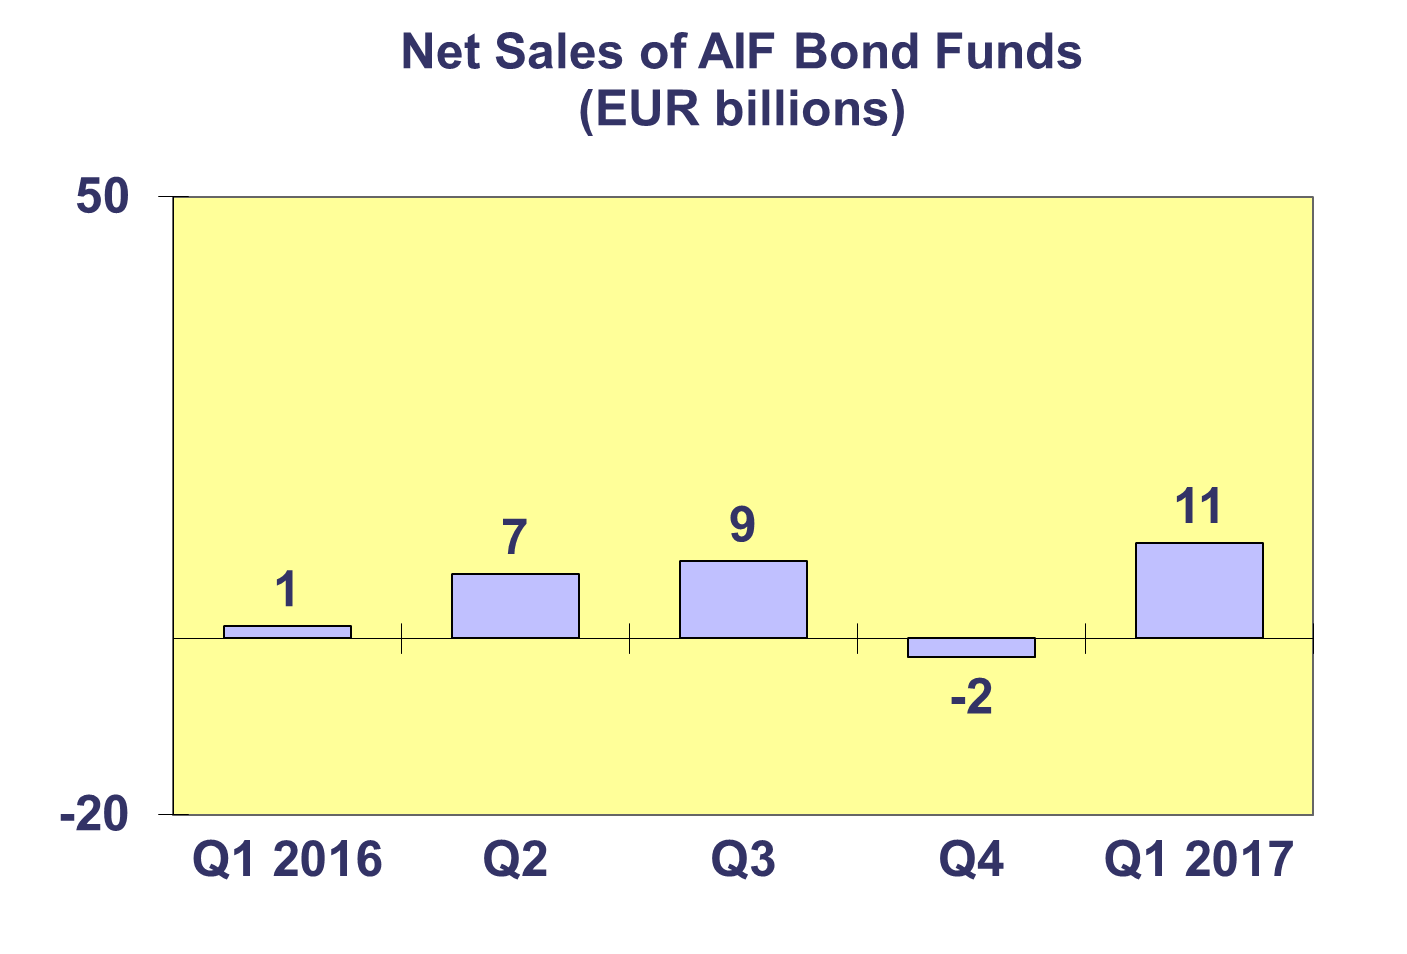 Net Sales of AIF Bond Funds
(EUR billions)
50
11
9
7
1
-2
-20
Q1 2016 Q2 Q3 Q4 Q1 2017